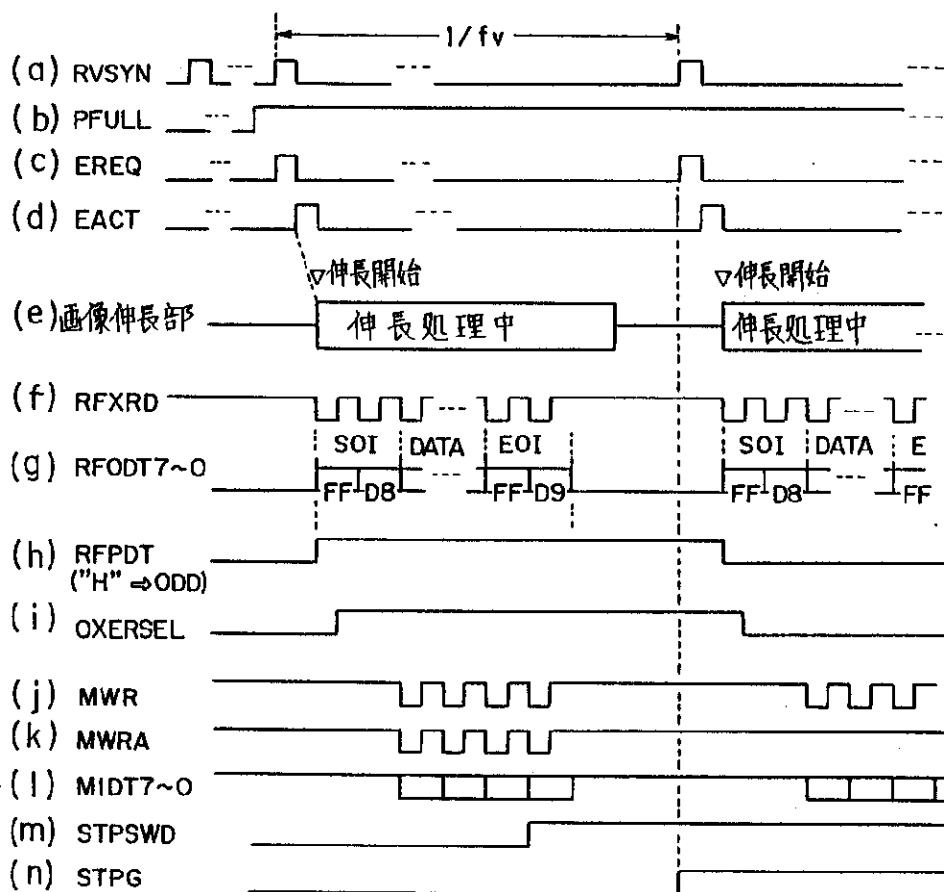 1/fv
(a) RVSYN
(b) PFULL
(c) EREQ
(d) EACT
▽伸長開始 ▽伸長開始
(e)画像伸長部 伸長処理中 伸長処理中
(f) RFXRD
SOI DATA EOI SOI DATA E
(g) RFODT7~0
FF D8 FF D9 FF D8 FF
(h) RFPDT
("H" ⇒ODD)
(i) OXERSEL
(j) MWR
(k) MWRA
(l) MIDT7~0
(m) STPSWD
(n) STPG